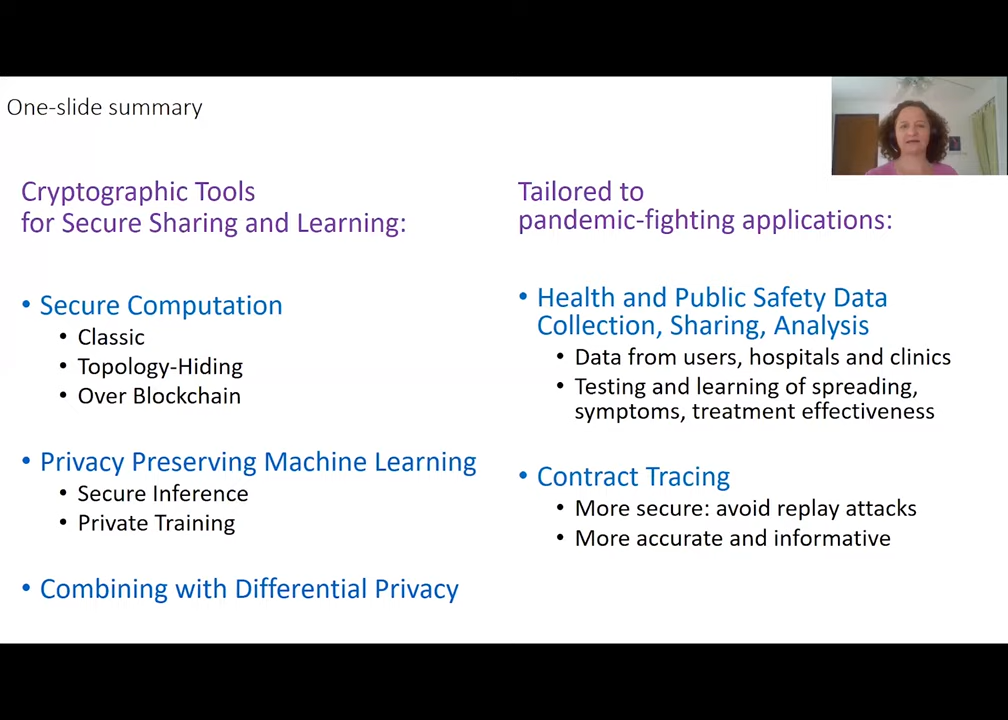 One-slide summary
Cryptographic Tools
for Secure Sharing and Learning:
• Secure Computation
• Classic
• Topology-Hiding
• Over Blockchain
• Privacy Preserving Machine Learning
• Secure Inference
• Private Training
• Combining with Differential Privacy
Tailored to
pandemic-fighting applications:
• Health and Public Safety Data
Collection, Sharing, Analysis
• Data from users, hospitals and clinics
• Testing and learning of spreading,
symptoms, treatment effectiveness
• Contract Tracing
• More secure: avoid replay attacks
• More accurate and informative